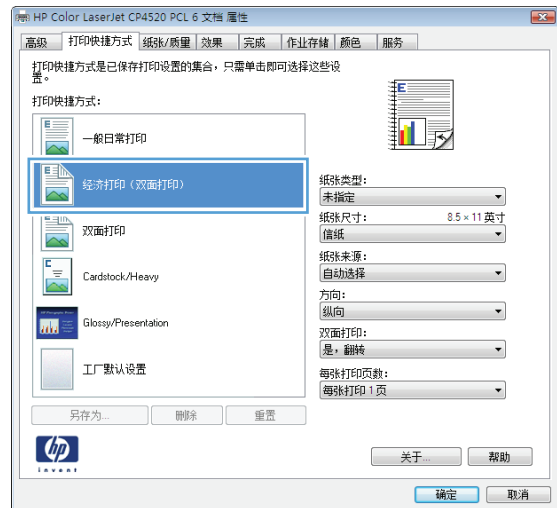 HP Color LaserJet CP4520 PCL 6 文档 属性
高级 打印快捷方式 纸张/质量 效果 完成 作业存储 颜色 服务
打印快捷方式是已保存打印设置的集合，只需单击即可选择这些设
置。
打印快捷方式：
一般日常打印
经济打印（双面打印）
双面打印
Cardstock/Heavy
Glossy/Presentation
工厂默认设置
另存为... 删除 重置
E
纸张类型：
未指定
纸张尺寸： 8.5 × 11 英寸
信纸
纸张来源：
自动选择
方向：
纵向
双面打印：
是，翻转
每张打印页数：
每张打印 1 页
hp
invent
关于... 帮助
确定 取消